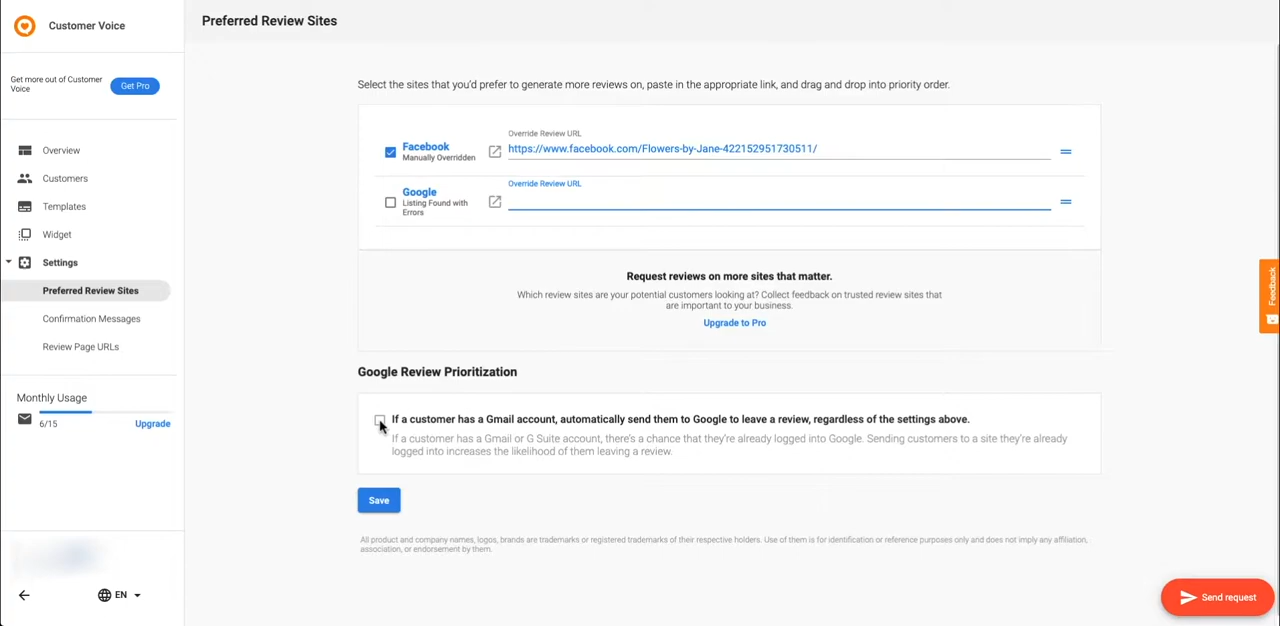 Customer Voice
Preferred Review Sites
Get more out of Customer
Voice
Get Pro
Overview
Customers
Templates
Widget
Settings
Preferred Review Sites
Confirmation Messages
Review Page URLs
Monthly Usage
6/15
Upgrade
EN
Select the sites that you'd prefer to generate more reviews on, paste in the appropriate link, and drag and drop into priority order.
Facebook
Manually Overridden
Override Review URL
https://www.facebook.com/Flowers-by-Jane-422152951730511/
Google
Listing Found with
Errors
Override Review URL
Request reviews on more sites that matter.
Which review sites are your potential customers looking at? Collect feedback on trusted review sites that
are important to your business.
Upgrade to Pro
Google Review Prioritization
If a customer has a Gmail account, automatically send them to Google to leave a review, regardless of the settings above.
If a customer has a Gmail or G Suite account, there's a chance that they're already logged into Google. Sending customers to a site they're already
logged into increases the likelihood of them leaving a review.
Save
All product and company names, logos, brands are trademarks or registered trademarks of their respective holders. Use of them is for identification or reference purposes only and does not imply any affiliation,
association, or endorsement by them.
Feedback
Send request